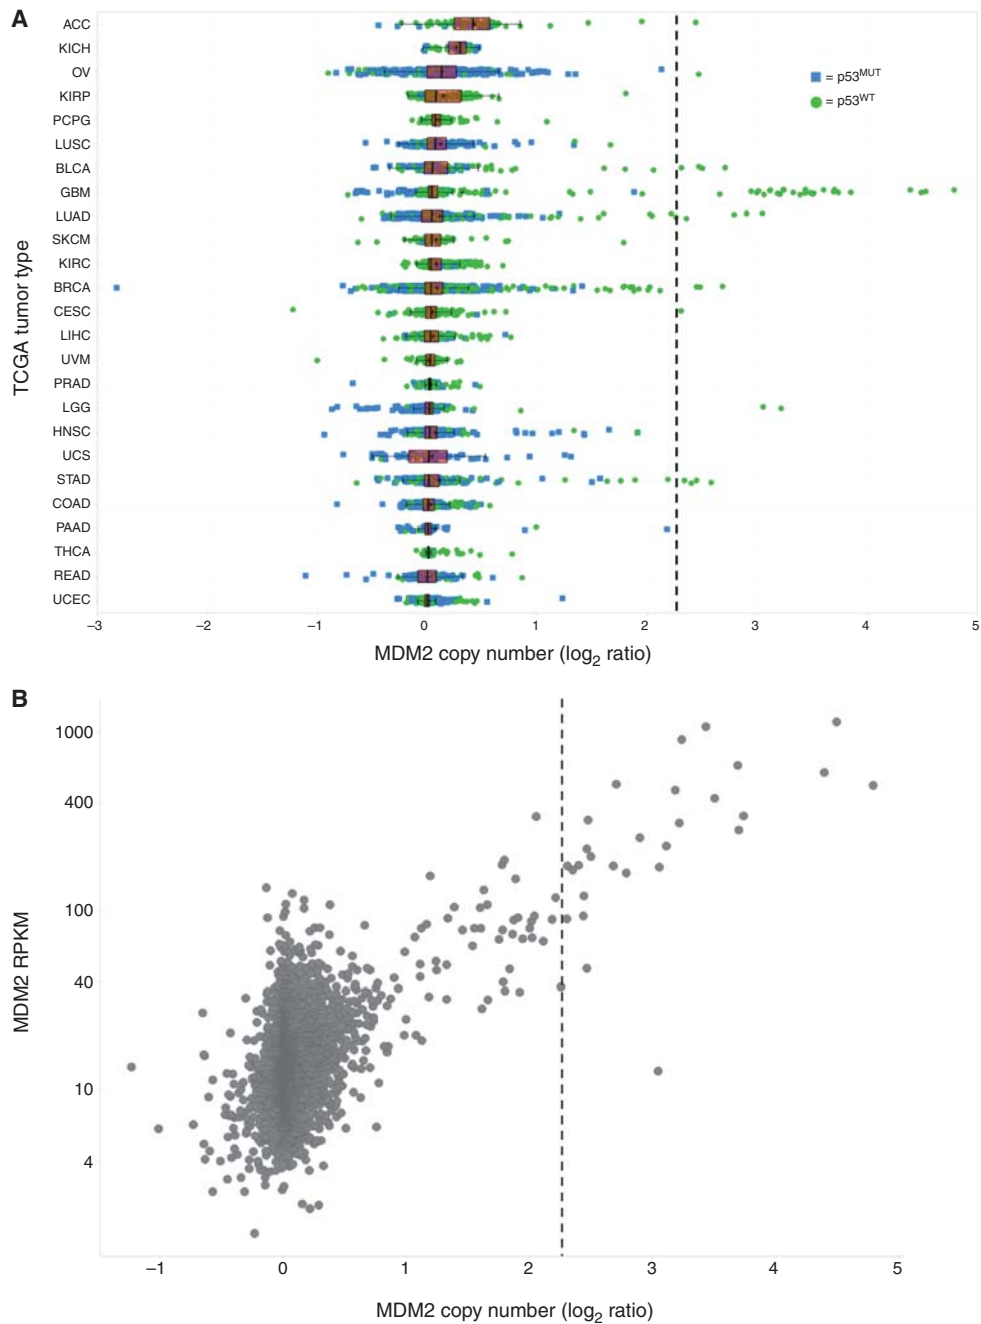 A
ACC
KICH
OV
KIRP
PCPG
LUSC
BLCA
GBM
LUAD
SKCM
KIRC
BRCA
CESC
LIHC
UVM
PRAD
LGG
HNSC
UCS
STAD
COAD
PAAD
THCA
READ
UCEC
TCGA tumor type
= p53MUT
= p53WT
−3 −2 −1 0 1 2 3 4 5
MDM2 copy number (log2 ratio)
B
1000
400
100
40
10
4
MDM2 RPKM
−1 0 1 2 3 4 5
MDM2 copy number (log2 ratio)